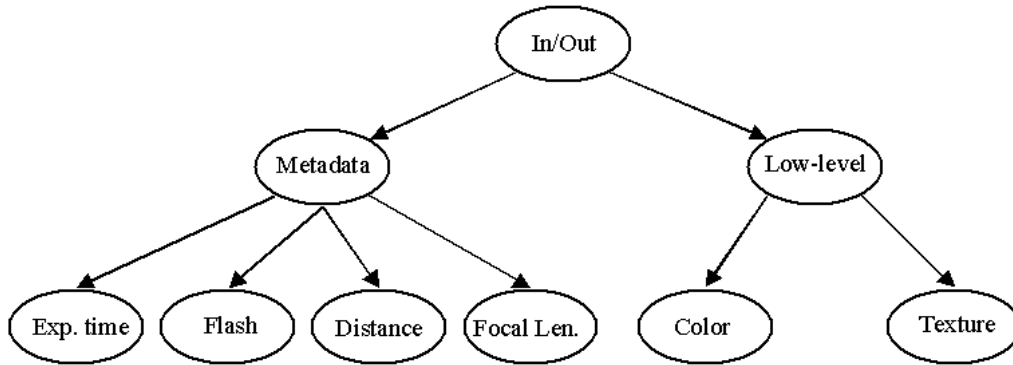 In/Out
Metadata
Low-level
Exp. time
Flash
Distance
Focal Len.
Color
Texture